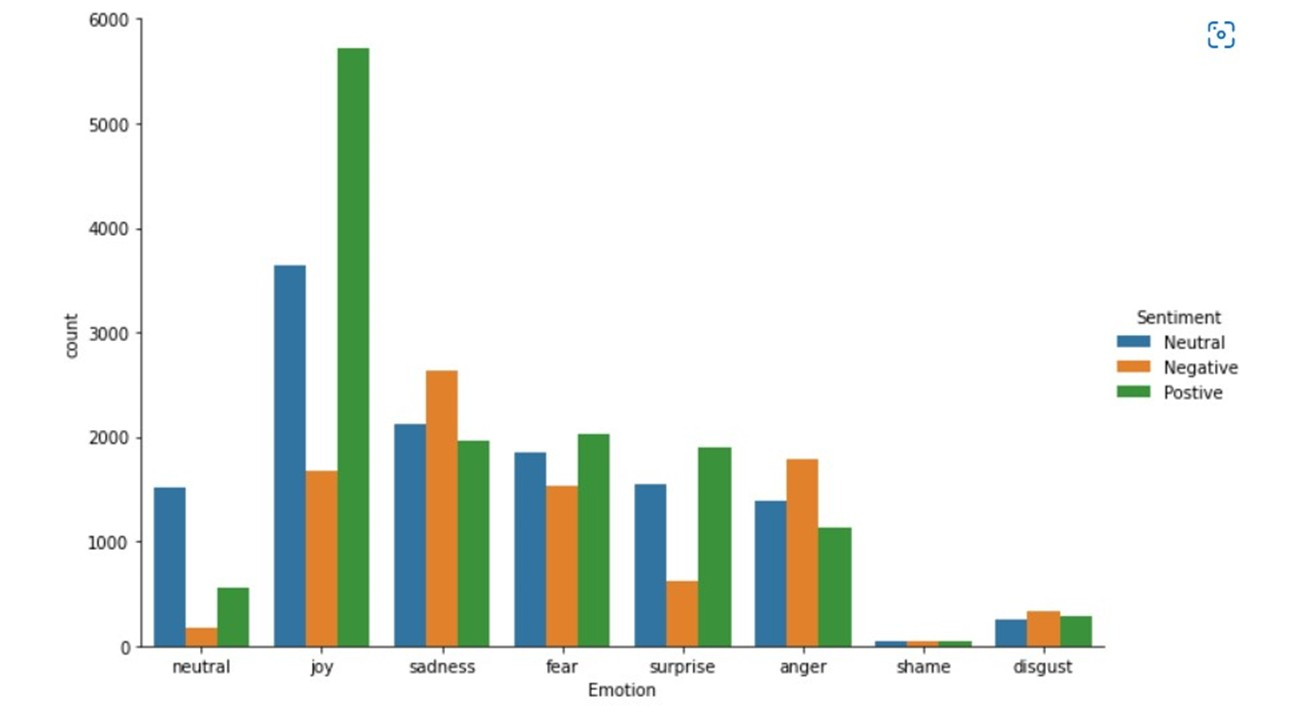 6000
5000
4000
3000
2000
1000
0
count
neutral joy sadness fear surprise anger shame disgust
Emotion
Sentiment
Neutral
Negative
Postive